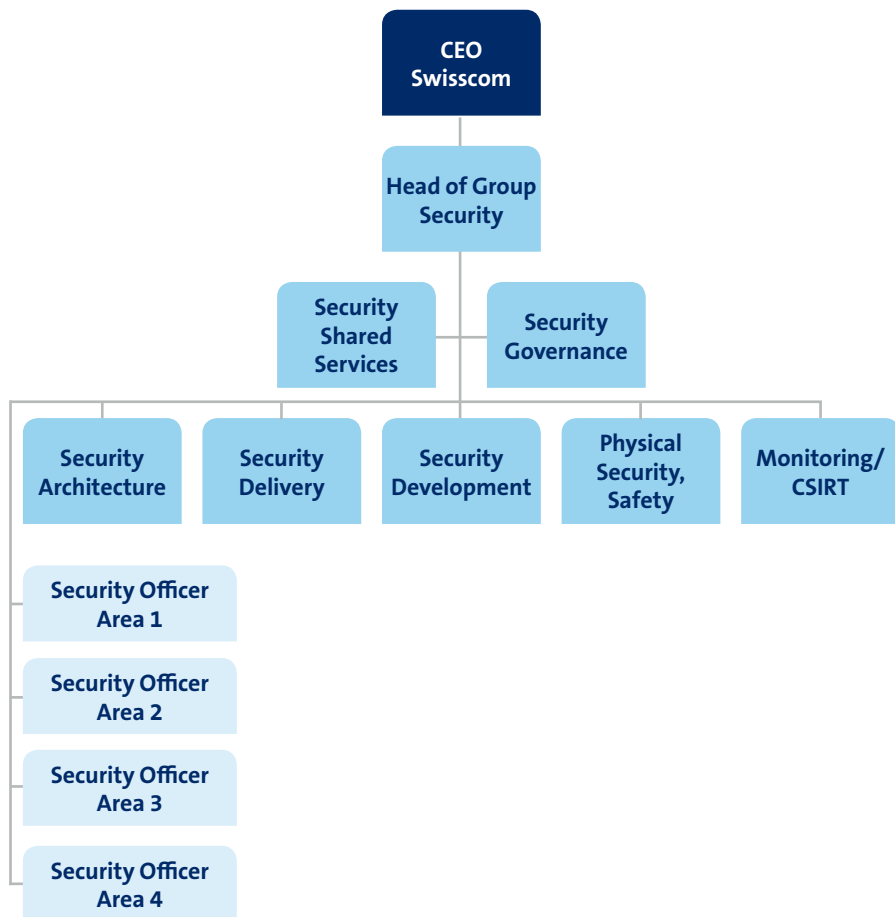 CEO
Swisscom
Head of Group
Security
Security
Shared
Services
Security
Governance
Security
Architecture
Security
Delivery
Security
Development
Physical
Security,
Safety
Monitoring/
CSIRT
Security Officer
Area 1
Security Officer
Area 2
Security Officer
Area 3
Security Officer
Area 4